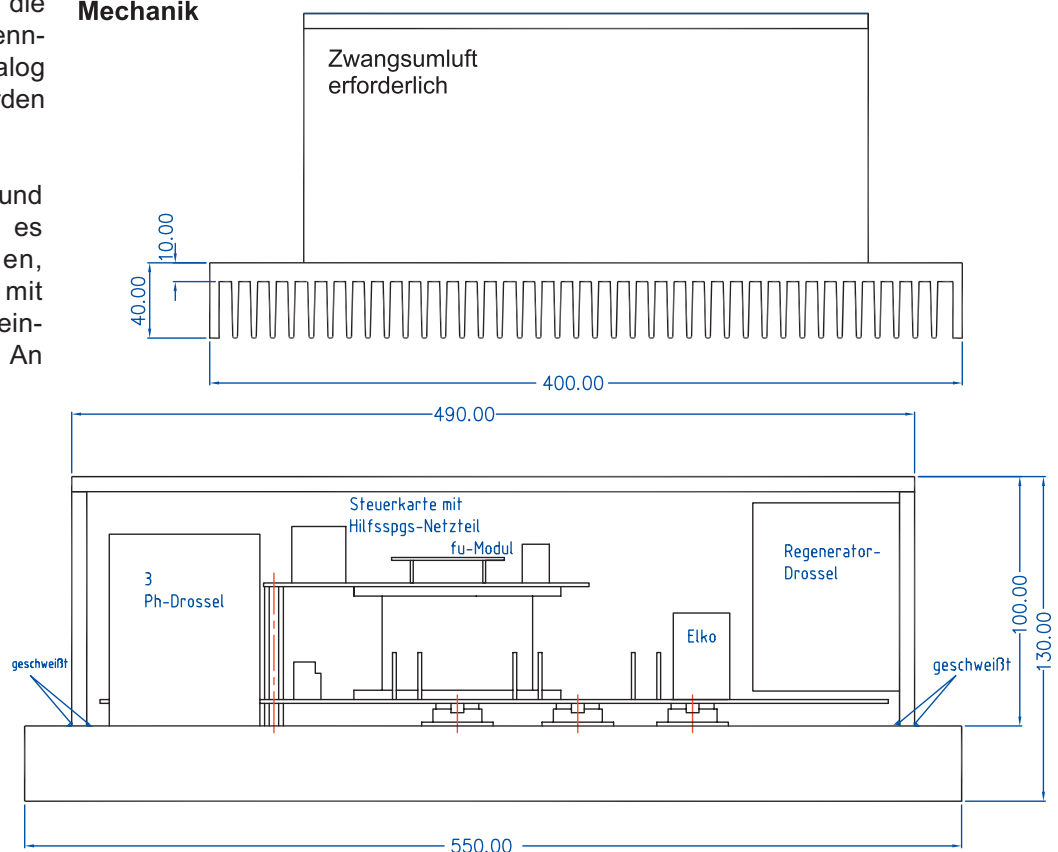 die
enn-
alog
rden
und
es
en,
mit
ein-
An
Mechanik
Zwangsumluft
erforderlich
10.00
40.00
400.00
490.00
Steuerkarte mit
Hilfsspgs-Netzteil
fu-Modul
3
Ph-Drossel
Regenerator-
Drossel
Elko
geschweißt
geschweißt
100.00
130.00
550.00